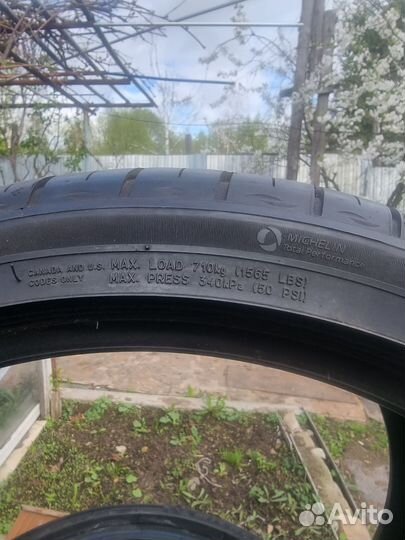 MICHELIN
Total Performance
CANADA AND U.S. MAX. LOAD 710kg (1565 LBS)
CODES ONLY MAX. PRESS 340kPa (50 PSI)
Avito